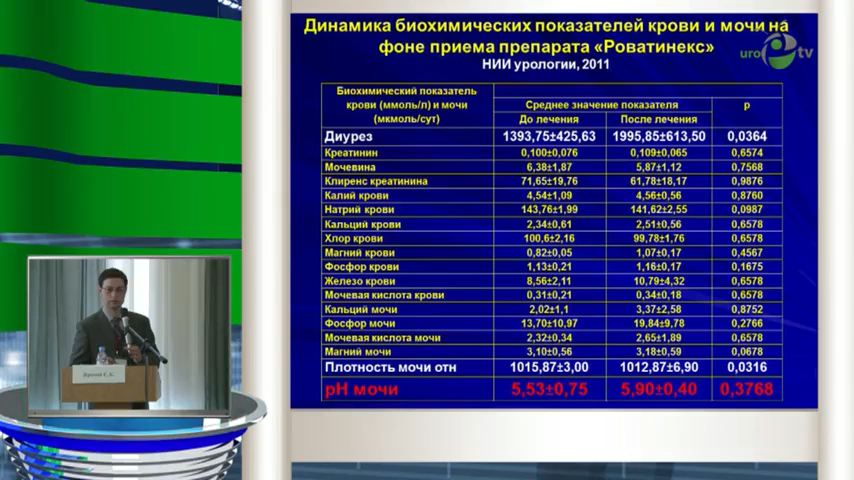 Динамика биохимических показателей крови и мочи на
фоне приема препарата «Роватинекс»
НИИ урологии, 2011
uro tv
Биохимический показатель
крови (ммоль/л) и мочи
(мкмоль/сут)
Среднее значение показателя
р
До лечения После лечения
Диурез 1393,75±425,63 1995,85±613,50 0,0364
Креатинин 0,100±0,076 0,109±0,065 0,6574
Мочевина 6,38±1,87 5,87±1,12 0,7568
Клиренс креатинина 71,65±19,76 61,78±18,17 0,9876
Калий крови 4,54±1,09 4,56±0,56 0,8760
Натрий крови 143,76±1,99 141,62±2,55 0,0987
Кальций крови 2,34±0,61 2,51±0,56 0,6578
Хлор крови 100,6±2,16 99,78±1,76 0,6578
Магний крови 0,82±0,05 1,07±0,17 0,4567
Фосфор крови 1,13±0,21 1,16±0,17 0,1675
Железо крови 8,56±2,11 10,79±4,32 0,6578
Мочевая кислота крови 0,31±0,21 0,34±0,18 0,6578
Кальций мочи 2,02±1,1 3,37±2,58 0,8752
Фосфор мочи 13,70±10,97 19,84±9,78 0,2766
Мочевая кислота мочи 2,32±0,34 2,65±1,89 0,6578
Магний мочи 3,10±0,56 3,18±0,59 0,0678
Плотность мочи отн 1015,87±3,00 1012,87±6,90 0,0316
рН мочи 5,53±0,75 5,90±0,40 0,3768